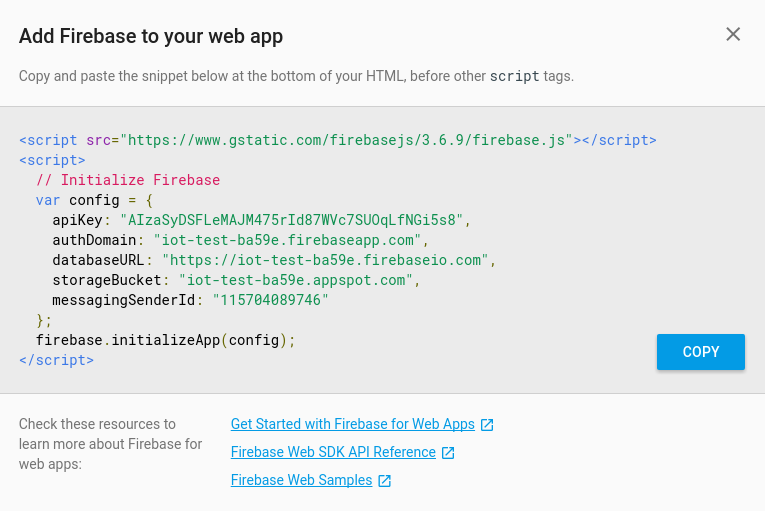 Add Firebase to your web app
Copy and paste the snippet below at the bottom of your HTML, before other script tags.
<script src="https://www.gstatic.com/firebasejs/3.6.9/firebase.js"></script>
<script>
  // Initialize Firebase
  var config = {
    apiKey: "AIzaSyDSFLeMAJM475rId87WVc7SUOqLfNGi5s8",
    authDomain: "iot-test-ba59e.firebaseapp.com",
    databaseURL: "https://iot-test-ba59e.firebaseio.com",
    storageBucket: "iot-test-ba59e.appspot.com",
    messagingSenderId: "115704089746"
  };
  firebase.initializeApp(config);
</script>
COPY
Check these resources to
learn more about Firebase for
web apps:
Get Started with Firebase for Web Apps
Firebase Web SDK API Reference
Firebase Web Samples